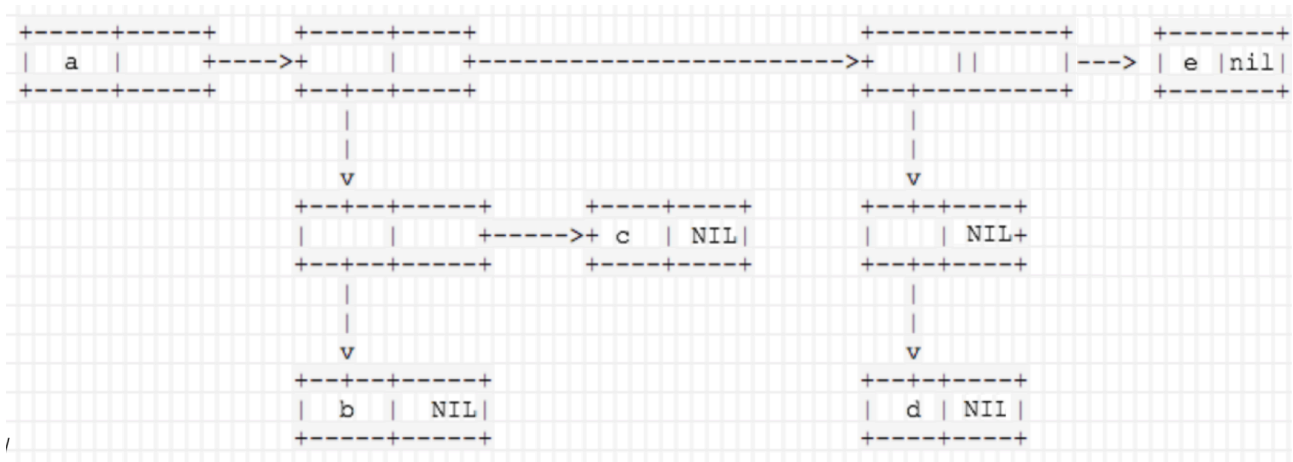 +-----+-----+     +-----+----+                        +------------+     +-------+
|  a  |     +---->+     |    +----------------------->+     ||     |---> | e |nil|
+-----+-----+     +--+--+----+                        +--+---------+     +-------+
|                                   |
|                                   |
v                                   v
+--+--+-----+      +----+----+      +--+-+----+
|     |     +----->+ c  | NIL|      |    | NIL+
+--+--+-----+      +----+----+      +--+-+----+
|                                   |
|                                   |
v                                   v
+--+--+-----+                       +--+-+----+
|  b  |  NIL|                       |  d | NIL |
+-----+-----+                       +----+----+